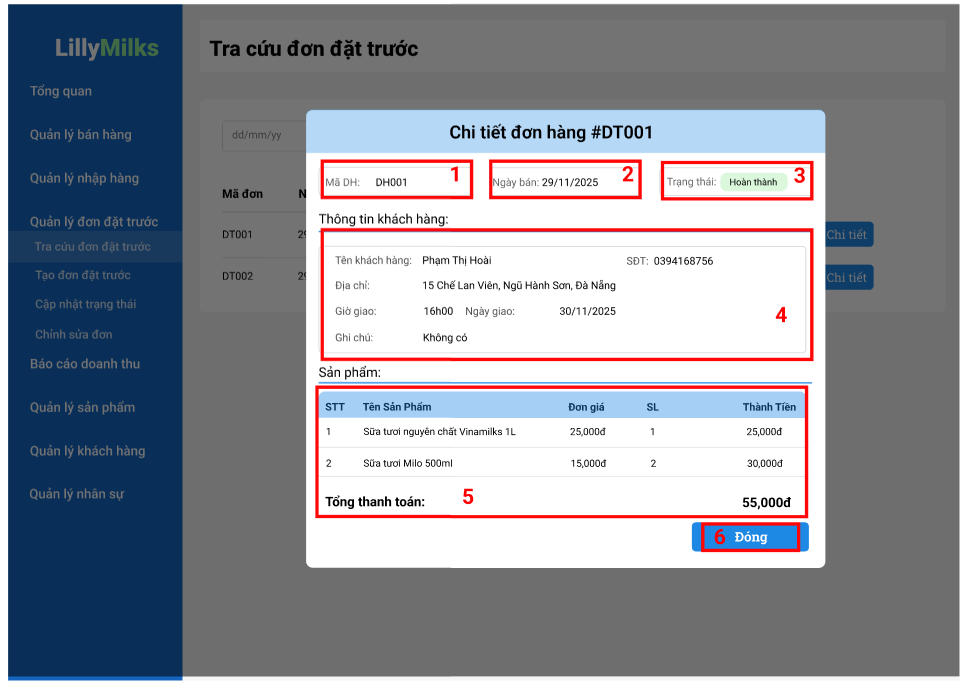 LillyMilks
Tổng quan
Quản lý bán hàng
Quản lý nhập hàng
Quản lý đơn đặt trước
Tra cứu đơn đặt trước
Tạo đơn đặt trước
Cập nhật trạng thái
Chỉnh sửa đơn
Báo cáo doanh thu
Quản lý sản phẩm
Quản lý khách hàng
Quản lý nhân sự
Tra cứu đơn đặt trước
dd/mm/yy
Mã đơn N
DT001 29 Chi tiết
DT002 29 Chi tiết
Chi tiết đơn hàng #DT001
Mã DH: DH001 1 Ngày bán: 29/11/2025 2 Trạng thái: Hoàn thành 3
Thông tin khách hàng:
Tên khách hàng: Phạm Thị Hoài SĐT: 0394168756
Địa chỉ: 15 Chế Lan Viên, Ngũ Hành Sơn, Đà Nẵng
Giờ giao: 16h00 Ngày giao: 30/11/2025 4
Ghi chú: Không có
Sản phẩm:
STT Tên Sản Phẩm Đơn giá SL Thành Tiền
1 Sữa tươi nguyên chất Vinamilks 1L 25,000đ 1 25,000đ
2 Sữa tươi Milo 500ml 15,000đ 2 30,000đ
Tổng thanh toán: 5 55,000đ
6 Đóng